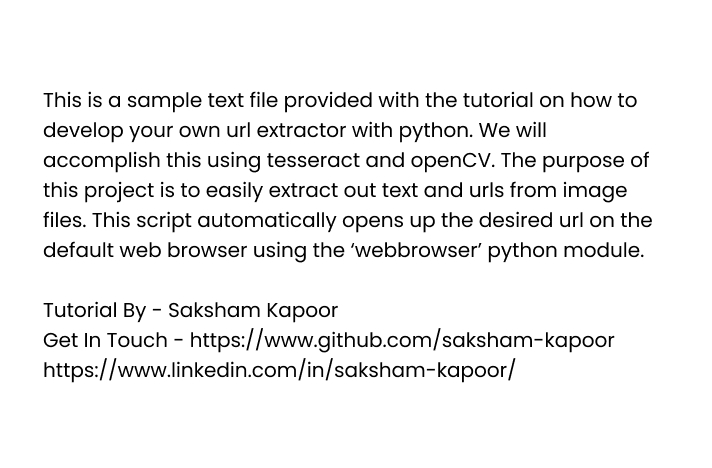 This is a sample text file provided with the tutorial on how to
develop your own url extractor with python. We will
accomplish this using tesseract and openCV. The purpose of
this project is to easily extract out text and urls from image
files. This script automatically opens up the desired url on the
default web browser using the ‘webbrowser’ python module.
Tutorial By - Saksham Kapoor
Get In Touch - https://www.github.com/saksham-kapoor
https://www.linkedin.com/in/saksham-kapoor/